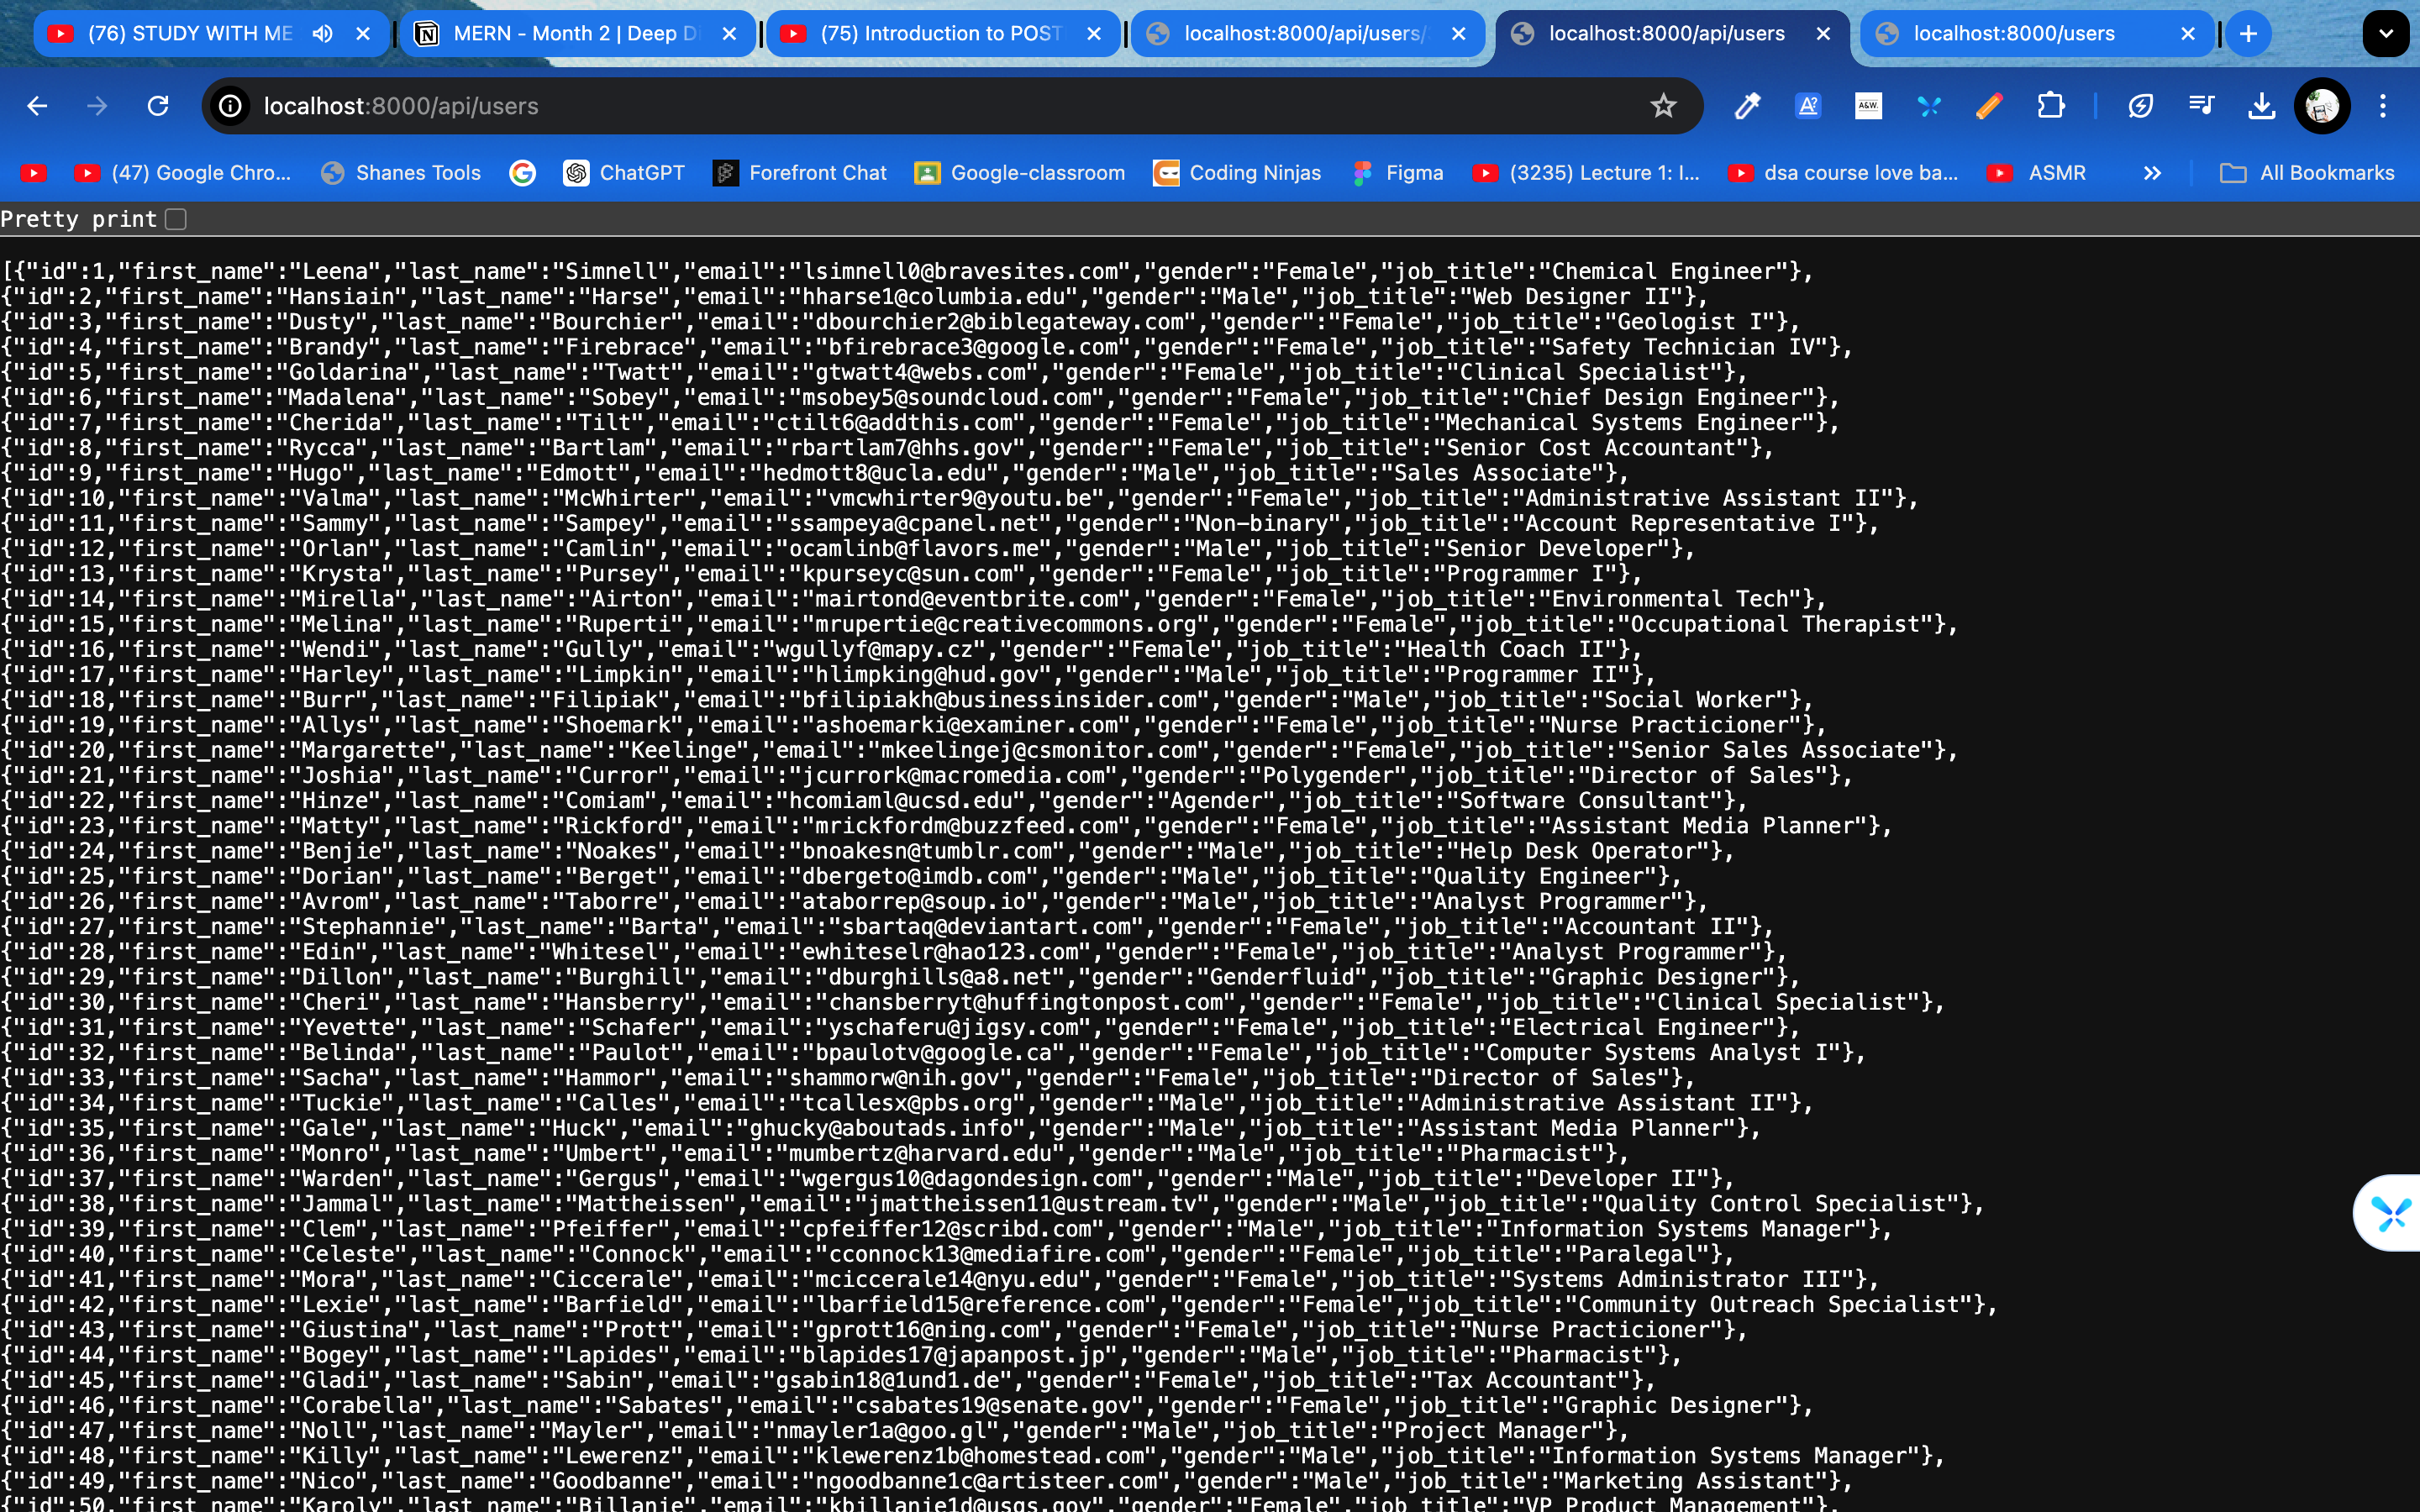 (76) STUDY WITH ME
MERN - Month 2 | Deep D
(75) Introduction to POST
localhost:8000/api/users/
localhost:8000/api/users
localhost:8000/users
localhost:8000/api/users
A&W.
(47) Google Chro...
Shanes Tools
ChatGPT
Forefront Chat
Google-classroom
Coding Ninjas
Figma
(3235) Lecture 1: I...
dsa course love ba...
ASMR
All Bookmarks
Pretty print
[{"id":1,"first_name":"Leena","last_name":"Simnell","email":"lsimnell0@bravesites.com","gender":"Female","job_title":"Chemical Engineer"},
{"id":2,"first_name":"Hansiain","last_name":"Harse","email":"hharse1@columbia.edu","gender":"Male","job_title":"Web Designer II"},
{"id":3,"first_name":"Dusty","last_name":"Bourchier","email":"dbourchier2@biblegateway.com","gender":"Female","job_title":"Geologist I"},
{"id":4,"first_name":"Brandy","last_name":"Firebrace","email":"bfirebrace3@google.com","gender":"Female","job_title":"Safety Technician IV"},
{"id":5,"first_name":"Goldarina","last_name":"Twatt","email":"gtwatt4@webs.com","gender":"Female","job_title":"Clinical Specialist"},
{"id":6,"first_name":"Madalena","last_name":"Sobey","email":"msobey5@soundcloud.com","gender":"Female","job_title":"Chief Design Engineer"},
{"id":7,"first_name":"Cherida","last_name":"Tilt","email":"ctilt6@addthis.com","gender":"Female","job_title":"Mechanical Systems Engineer"},
{"id":8,"first_name":"Rycca","last_name":"Bartlam","email":"rbartlam7@hhs.gov","gender":"Female","job_title":"Senior Cost Accountant"},
{"id":9,"first_name":"Hugo","last_name":"Edmott","email":"hedmott8@ucla.edu","gender":"Male","job_title":"Sales Associate"},
{"id":10,"first_name":"Valma","last_name":"McWhirter","email":"vmcwhirter9@youtu.be","gender":"Female","job_title":"Administrative Assistant II"},
{"id":11,"first_name":"Sammy","last_name":"Sampey","email":"ssampeya@cpanel.net","gender":"Non-binary","job_title":"Account Representative I"},
{"id":12,"first_name":"Orlan","last_name":"Camlin","email":"ocamlinb@flavors.me","gender":"Male","job_title":"Senior Developer"},
{"id":13,"first_name":"Krysta","last_name":"Pursey","email":"kpurseyc@sun.com","gender":"Female","job_title":"Programmer I"},
{"id":14,"first_name":"Mirella","last_name":"Airton","email":"mairtond@eventbrite.com","gender":"Female","job_title":"Environmental Tech"},
{"id":15,"first_name":"Melina","last_name":"Ruperti","email":"mrupertie@creativecommons.org","gender":"Female","job_title":"Occupational Therapist"},
{"id":16,"first_name":"Wendi","last_name":"Gully","email":"wgullyf@mapy.cz","gender":"Female","job_title":"Health Coach II"},
{"id":17,"first_name":"Harley","last_name":"Limpkin","email":"hlimpking@hud.gov","gender":"Male","job_title":"Programmer II"},
{"id":18,"first_name":"Burr","last_name":"Filipiak","email":"bfilipiakh@businessinsider.com","gender":"Male","job_title":"Social Worker"},
{"id":19,"first_name":"Allys","last_name":"Shoemark","email":"ashoemarki@examiner.com","gender":"Female","job_title":"Nurse Practicioner"},
{"id":20,"first_name":"Margarette","last_name":"Keelinge","email":"mkeelingej@csmonitor.com","gender":"Female","job_title":"Senior Sales Associate"},
{"id":21,"first_name":"Joshia","last_name":"Curror","email":"jcurrork@macromedia.com","gender":"Polygender","job_title":"Director of Sales"},
{"id":22,"first_name":"Hinze","last_name":"Comiam","email":"hcomiaml@ucsd.edu","gender":"Agender","job_title":"Software Consultant"},
{"id":23,"first_name":"Matty","last_name":"Rickford","email":"mrickfordm@buzzfeed.com","gender":"Female","job_title":"Assistant Media Planner"},
{"id":24,"first_name":"Benjie","last_name":"Noakes","email":"bnoakesn@tumblr.com","gender":"Male","job_title":"Help Desk Operator"},
{"id":25,"first_name":"Dorian","last_name":"Berget","email":"dbergeto@imdb.com","gender":"Male","job_title":"Quality Engineer"},
{"id":26,"first_name":"Avrom","last_name":"Taborre","email":"ataborrep@soup.io","gender":"Male","job_title":"Analyst Programmer"},
{"id":27,"first_name":"Stephannie","last_name":"Barta","email":"sbartaq@deviantart.com","gender":"Female","job_title":"Accountant II"},
{"id":28,"first_name":"Edin","last_name":"Whitesel","email":"ewhiteselr@hao123.com","gender":"Female","job_title":"Analyst Programmer"},
{"id":29,"first_name":"Dillon","last_name":"Burghill","email":"dburghills@a8.net","gender":"Genderfluid","job_title":"Graphic Designer"},
{"id":30,"first_name":"Cheri","last_name":"Hansberry","email":"chansberryt@huffingtonpost.com","gender":"Female","job_title":"Clinical Specialist"},
{"id":31,"first_name":"Yevette","last_name":"Schafer","email":"yschaferu@jigsy.com","gender":"Female","job_title":"Electrical Engineer"},
{"id":32,"first_name":"Belinda","last_name":"Paulot","email":"bpaulotv@google.ca","gender":"Female","job_title":"Computer Systems Analyst I"},
{"id":33,"first_name":"Sacha","last_name":"Hammor","email":"shammorw@nih.gov","gender":"Female","job_title":"Director of Sales"},
{"id":34,"first_name":"Tuckie","last_name":"Calles","email":"tcallesx@pbs.org","gender":"Male","job_title":"Administrative Assistant II"},
{"id":35,"first_name":"Gale","last_name":"Huck","email":"ghucky@aboutads.info","gender":"Male","job_title":"Assistant Media Planner"},
{"id":36,"first_name":"Monro","last_name":"Umbert","email":"mumbertz@harvard.edu","gender":"Male","job_title":"Pharmacist"},
{"id":37,"first_name":"Warden","last_name":"Gergus","email":"wgergus10@dagondesign.com","gender":"Male","job_title":"Developer II"},
{"id":38,"first_name":"Jammal","last_name":"Mattheissen","email":"jmattheissen11@ustream.tv","gender":"Male","job_title":"Quality Control Specialist"},
{"id":39,"first_name":"Clem","last_name":"Pfeiffer","email":"cpfeiffer12@scribd.com","gender":"Male","job_title":"Information Systems Manager"},
{"id":40,"first_name":"Celeste","last_name":"Connock","email":"cconnock13@mediafire.com","gender":"Female","job_title":"Paralegal"},
{"id":41,"first_name":"Mora","last_name":"Ciccerale","email":"mciccerale14@nyu.edu","gender":"Female","job_title":"Systems Administrator III"},
{"id":42,"first_name":"Lexie","last_name":"Barfield","email":"lbarfield15@reference.com","gender":"Female","job_title":"Community Outreach Specialist"},
{"id":43,"first_name":"Giustina","last_name":"Prott","email":"gprott16@ning.com","gender":"Female","job_title":"Nurse Practicioner"},
{"id":44,"first_name":"Bogey","last_name":"Lapides","email":"blapides17@japanpost.jp","gender":"Male","job_title":"Pharmacist"},
{"id":45,"first_name":"Gladi","last_name":"Sabin","email":"gsabin18@1und1.de","gender":"Female","job_title":"Tax Accountant"},
{"id":46,"first_name":"Corabella","last_name":"Sabates","email":"csabates19@senate.gov","gender":"Female","job_title":"Graphic Designer"},
{"id":47,"first_name":"Noll","last_name":"Mayler","email":"nmayler1a@goo.gl","gender":"Male","job_title":"Project Manager"},
{"id":48,"first_name":"Killy","last_name":"Lewerenz","email":"klewerenz1b@homestead.com","gender":"Male","job_title":"Information Systems Manager"},
{"id":49,"first_name":"Nico","last_name":"Goodbanne","email":"ngoodbanne1c@artisteer.com","gender":"Male","job_title":"Marketing Assistant"},
{"id":50,"first_name":"Karoly","last_name":"Billanie","email":"kbillanie1d@usgs.gov","gender":"Female","job_title":"VP Product Management"},